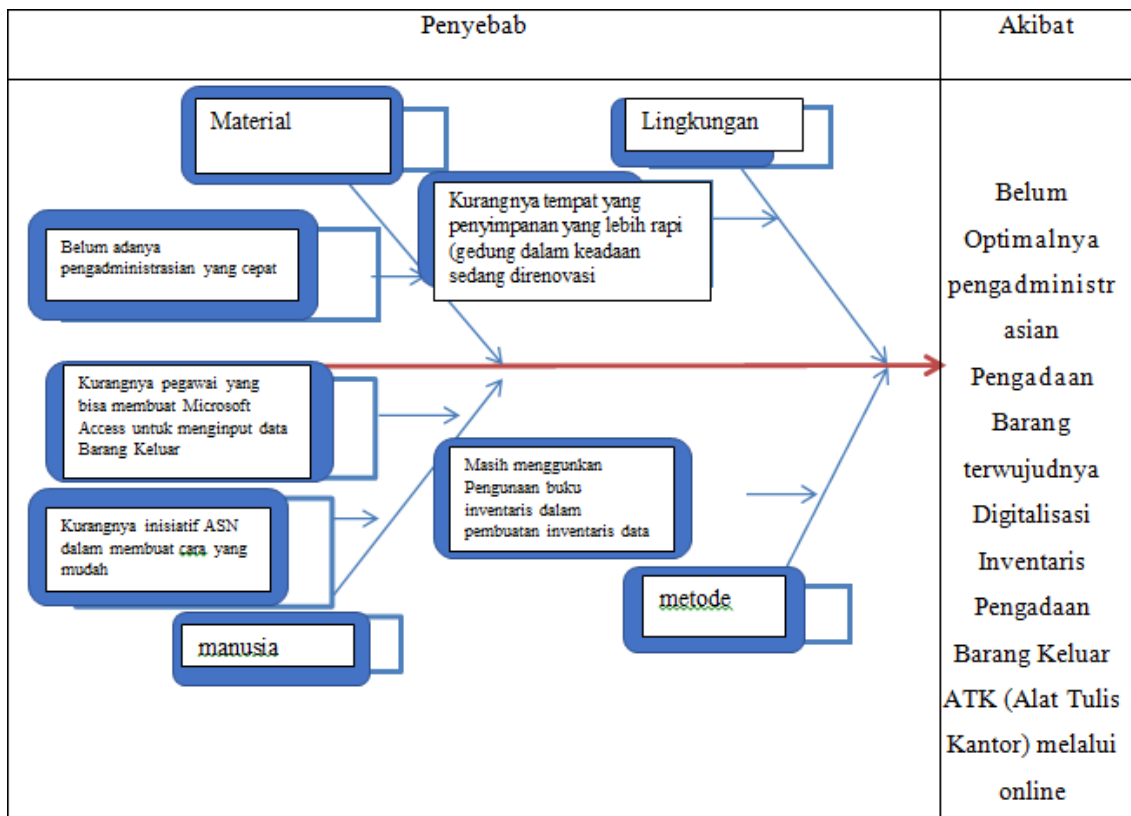 Penyebab
Akibat
Material
Lingkungan
Kurangnya tempat yang
penyimpanan yang lebih rapi
(gedung dalam keadaan
sedang direnovasi
Belum adanya
pengadministrasian yang cepat
Kurangnya pegawai yang
bisa membuat Microsoft
Access untuk menginput data
Barang Keluar
Masih menggunkan
Pengunaan buku
inventaris dalam
pembuatan inventaris data
Kurangnya inisiatif ASN
dalam membuat cara yang
mudah
metode
manusia
Belum
Optimalnya
pengadministr
asian
Pengadaan
Barang
terwujudnya
Digitalisasi
Inventaris
Pengadaan
Barang Keluar
ATK (Alat Tulis
Kantor) melalui
online